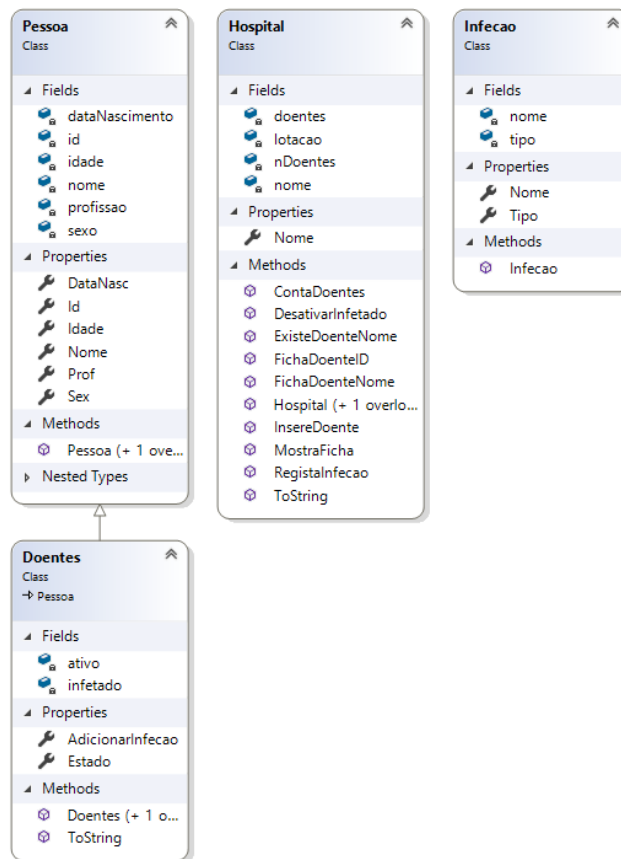 Pessoa
Class
Fields
dataNascimento
id
idade
nome
profissao
sexo
Properties
DataNasc
Id
Idade
Nome
Prof
Sex
Methods
Pessoa (+ 1 ove...
Nested Types
Hospital
Class
Fields
doentes
lotacao
nDoentes
nome
Properties
Nome
Methods
ContaDoentes
DesativarInfetado
ExisteDoenteNome
FichaDoenteID
FichaDoenteNome
Hospital (+ 1 overlo...
InsereDoente
MostraFicha
RegistaInfecao
ToString
Infecao
Class
Fields
nome
tipo
Properties
Nome
Tipo
Methods
Infecao
Doentes
Class
Pessoa
Fields
ativo
infetado
Properties
AdicionarInfecao
Estado
Methods
Doentes (+ 1 o...
ToString